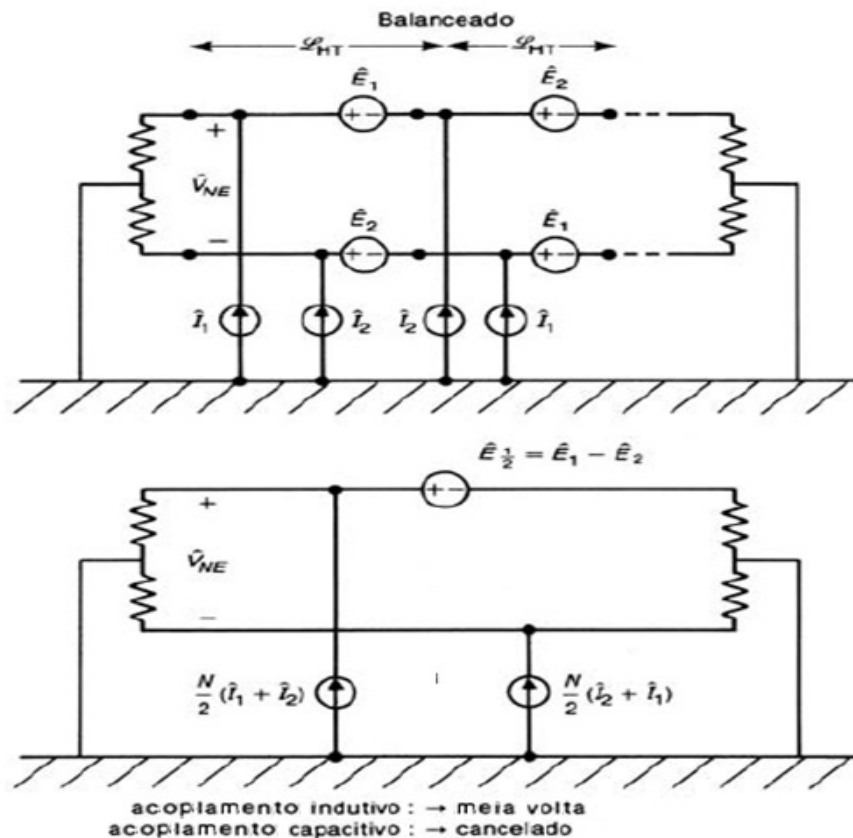 Balanceado
ℒHT ℒHT
Ê1 Ê2
+
V̂NE
−
Ê2 Ê1
+− +− +− +−
Î1 Î2 Î2 Î1
Ê½ = Ê1 − Ê2
+−
+
V̂NE
−
N/2 (Î1 + Î2) N/2 (Î2 + Î1)
acoplamento indutivo : → meia volta
acoplamento capacitivo : → cancelado